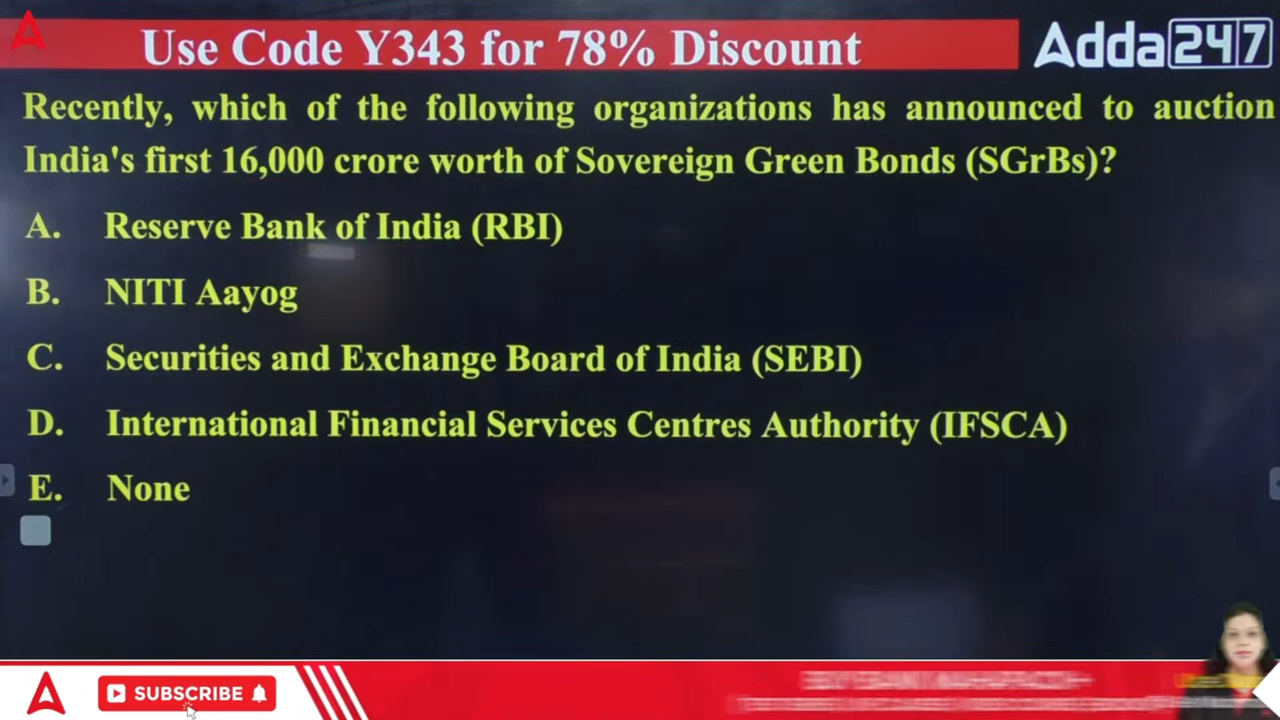 Use Code Y343 for 78% Discount
Adda247
Recently, which of the following organizations has announced to auction
India's first 16,000 crore worth of Sovereign Green Bonds (SGrBs)?
A. Reserve Bank of India (RBI)
B. NITI Aayog
C. Securities and Exchange Board of India (SEBI)
D. International Financial Services Centres Authority (IFSCA)
E. None
SUBSCRIBE